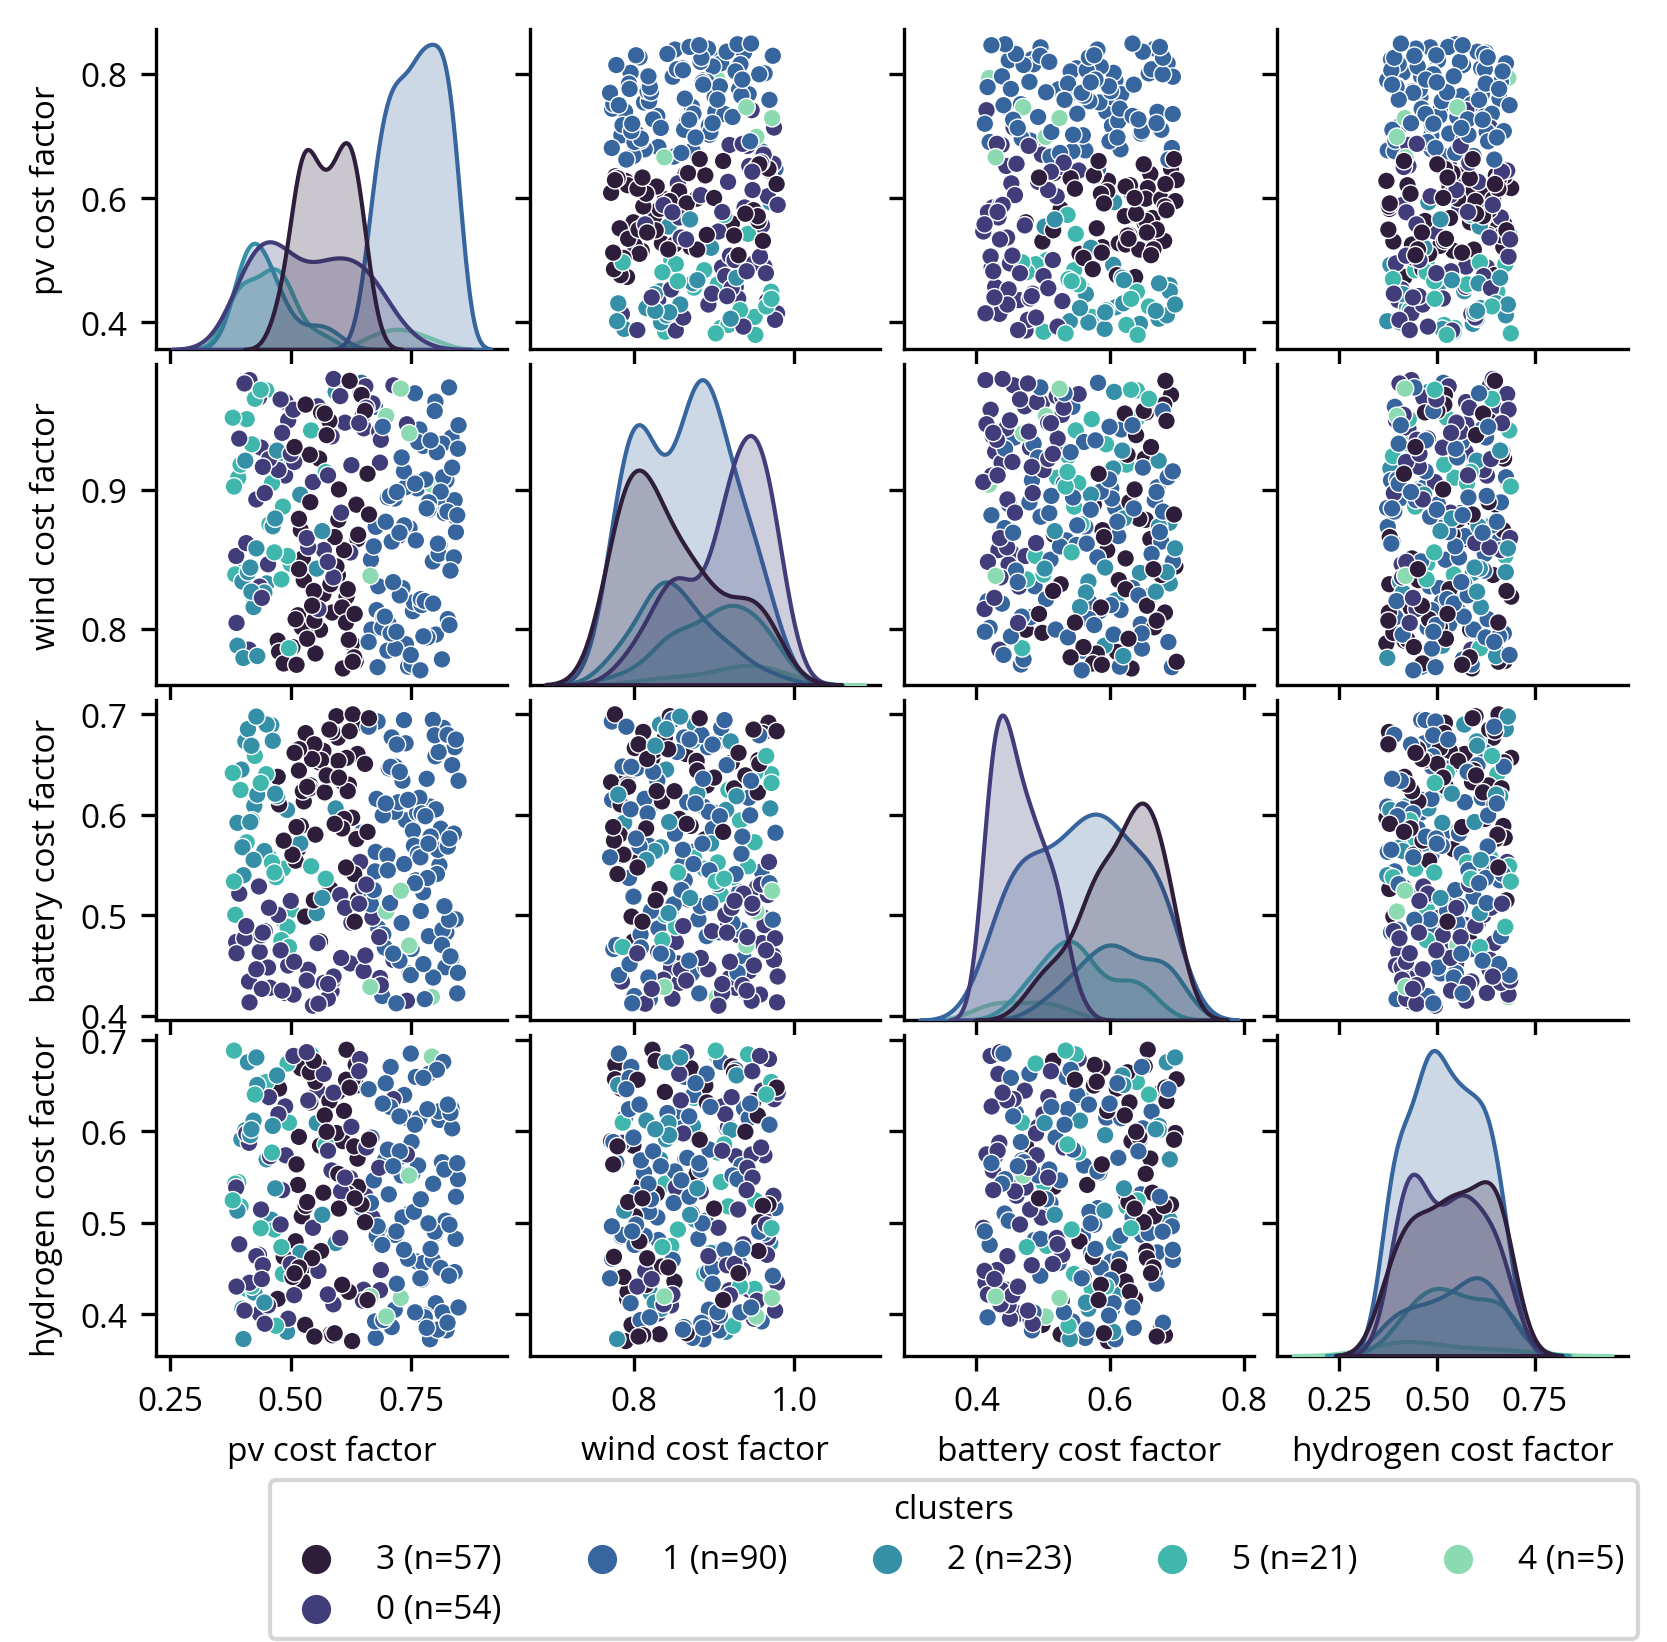 pv cost factor
0.8
0.6
0.4
wind cost factor
0.9
0.8
battery cost factor
0.7
0.6
0.5
0.4
hydrogen cost factor
0.7
0.6
0.5
0.4
0.25 0.50 0.75 0.8 1.0 0.4 0.6 0.8 0.25 0.50 0.75
pv cost factor wind cost factor battery cost factor hydrogen cost factor
clusters
3 (n=57) 1 (n=90) 2 (n=23) 5 (n=21) 4 (n=5)
0 (n=54)